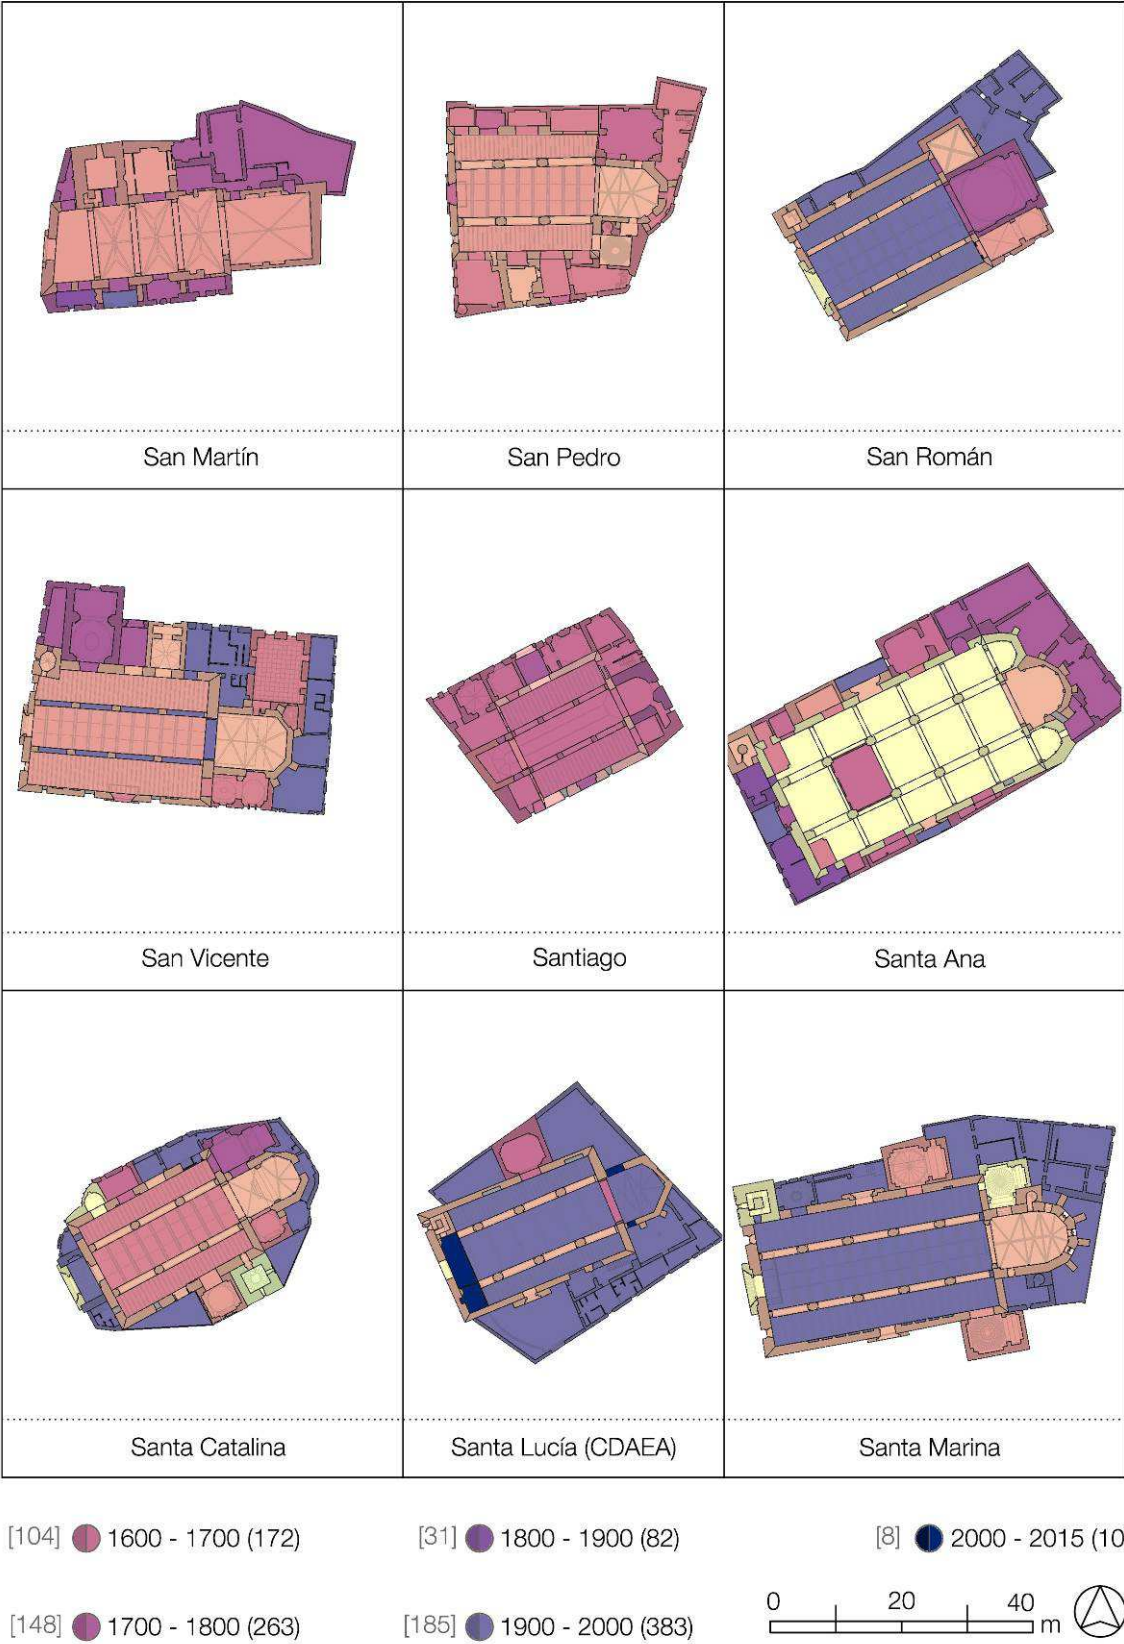 San Martín San Pedro San Román
San Vicente Santiago Santa Ana
Santa Catalina Santa Lucía (CDAEA) Santa Marina
[104] 1600 - 1700 (172) [31] 1800 - 1900 (82) [8] 2000 - 2015 (10
[148] 1700 - 1800 (263) [185] 1900 - 2000 (383) 0 20 40 m